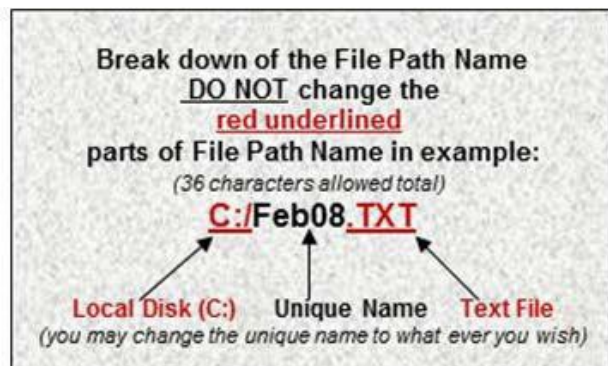 Break down of the File Path Name
DO NOT change the
red underlined
parts of File Path Name in example:
(36 characters allowed total)
C:/Feb08.TXT
Local Disk (C:) Unique Name Text File
(you may change the unique name to what ever you wish)